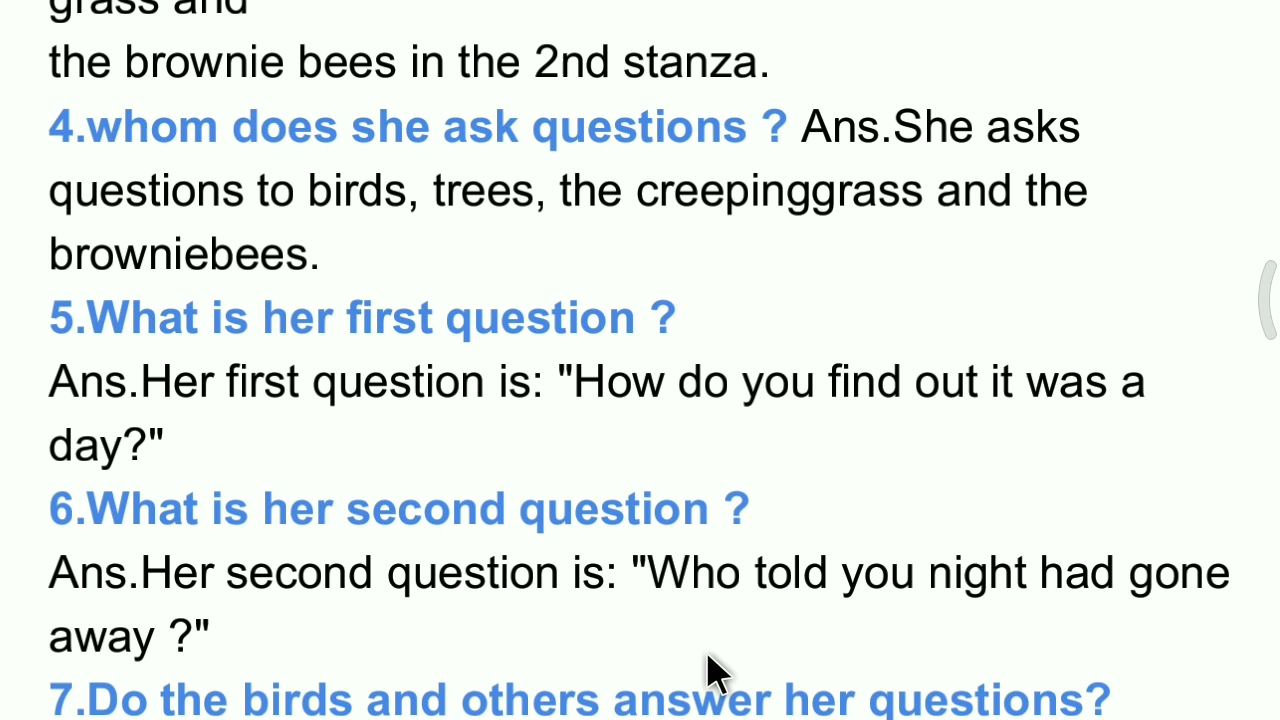 grass and
the brownie bees in the 2nd stanza.
4.whom does she ask questions ? Ans.She asks
questions to birds, trees, the creepinggrass and the
browniebees.
5.What is her first question ?
Ans.Her first question is: "How do you find out it was a
day?"
6.What is her second question ?
Ans.Her second question is: "Who told you night had gone
away ?"
7.Do the birds and others answer her questions?